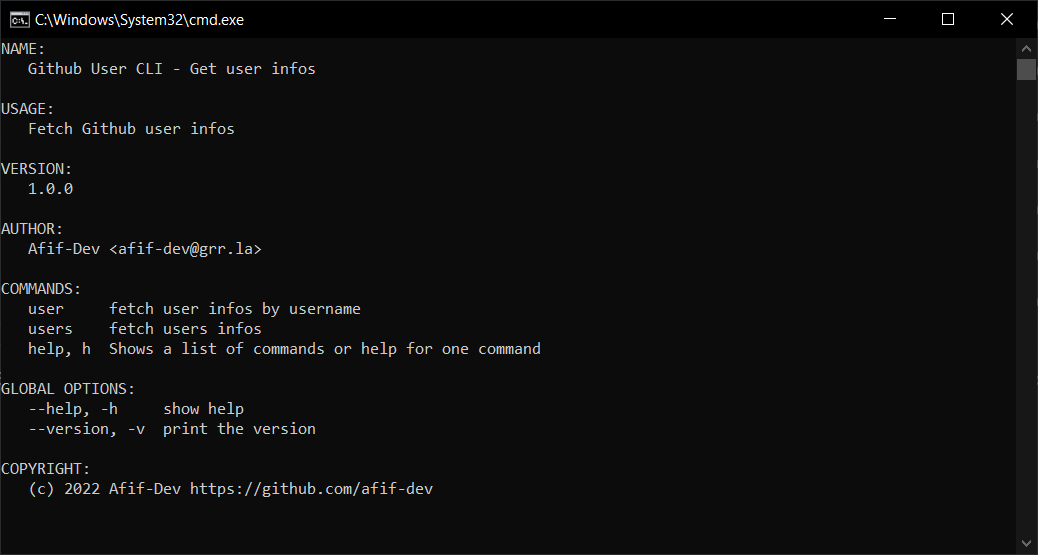 C:\Windows\System32\cmd.exe
NAME:
Github User CLI - Get user infos
USAGE:
Fetch Github user infos
VERSION:
1.0.0
AUTHOR:
Afif-Dev <afif-dev@grr.la>
COMMANDS:
user     fetch user infos by username
users    fetch users infos
help, h  Shows a list of commands or help for one command
GLOBAL OPTIONS:
--help, -h     show help
--version, -v  print the version
COPYRIGHT:
(c) 2022 Afif-Dev https://github.com/afif-dev